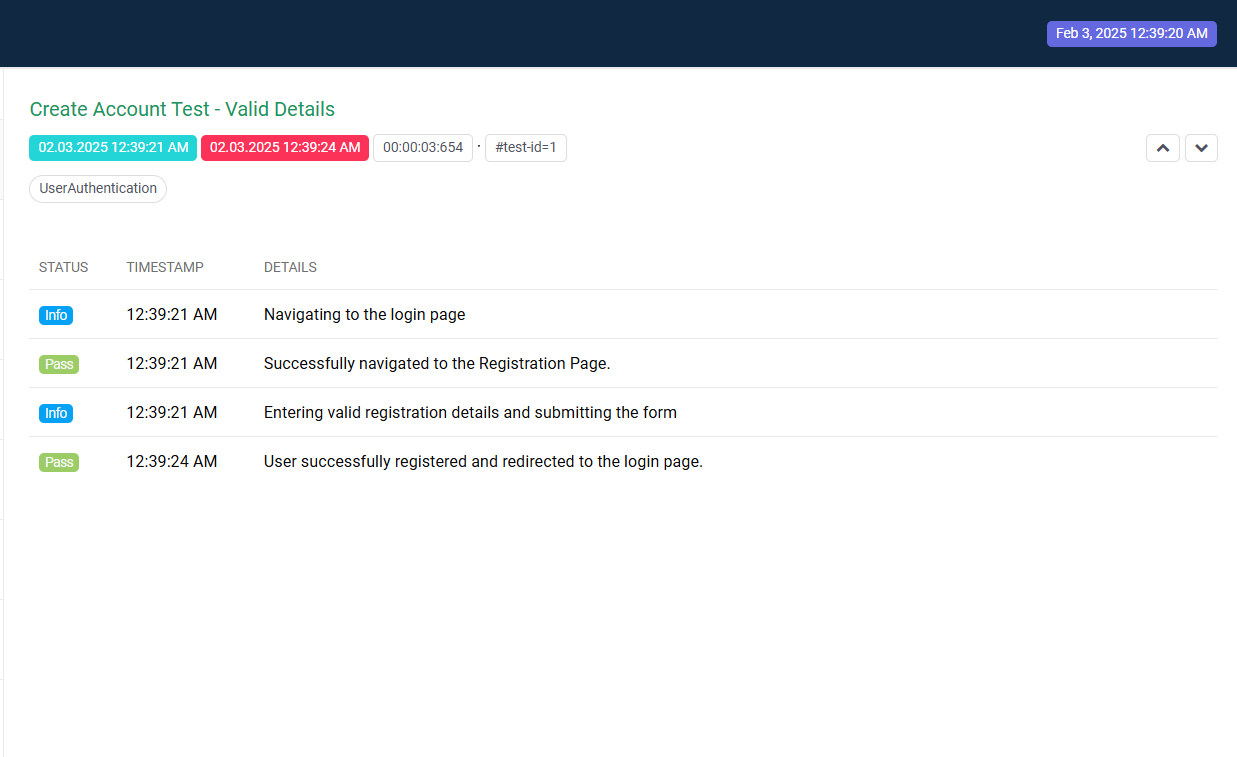 Feb 3, 2025 12:39:20 AM
Create Account Test - Valid Details
02.03.2025 12:39:21 AM 02.03.2025 12:39:24 AM 00:00:03:654 · #test-id=1
UserAuthentication
STATUS TIMESTAMP DETAILS
Info 12:39:21 AM Navigating to the login page
Pass 12:39:21 AM Successfully navigated to the Registration Page.
Info 12:39:21 AM Entering valid registration details and submitting the form
Pass 12:39:24 AM User successfully registered and redirected to the login page.